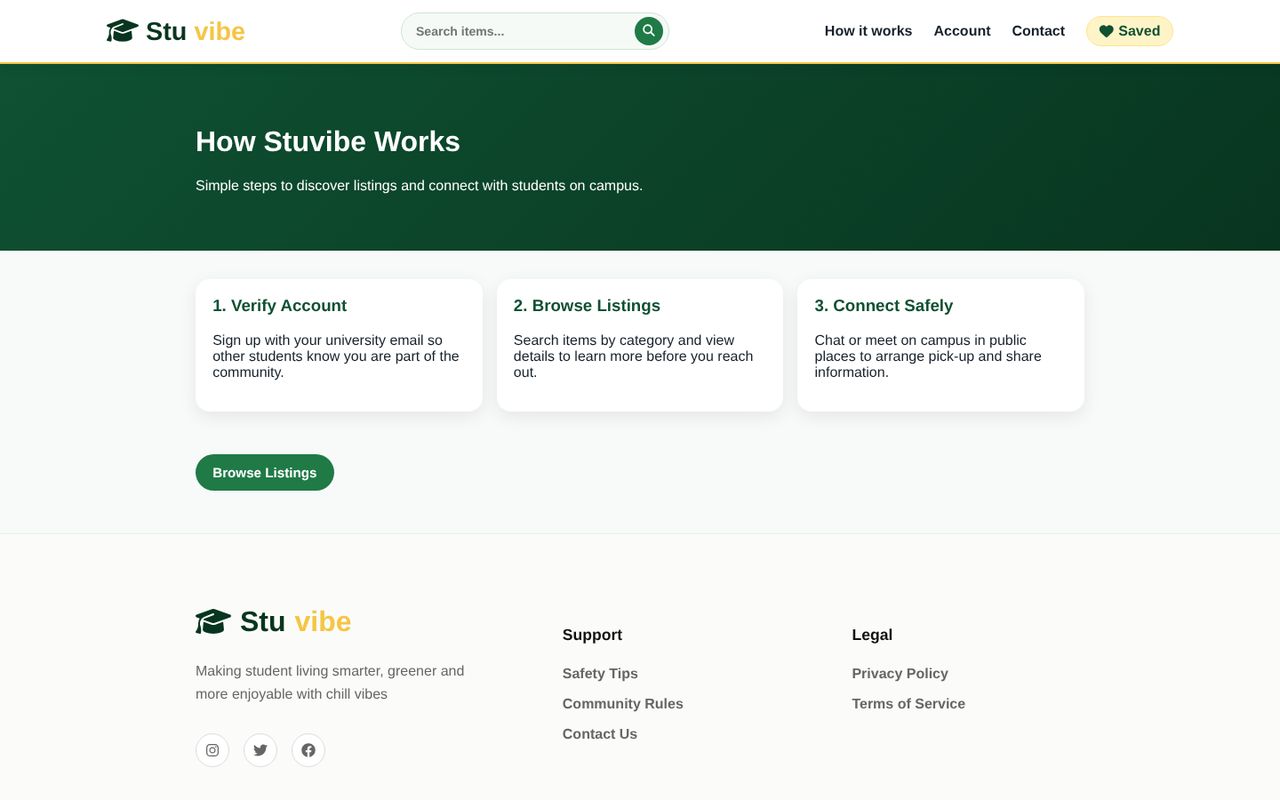 Stu vibe
Search items...
How it works
Account
Contact
Saved
How Stuvibe Works
Simple steps to discover listings and connect with students on campus.
1. Verify Account
Sign up with your university email so
other students know you are part of the
community.
2. Browse Listings
Search items by category and view
details to learn more before you reach
out.
3. Connect Safely
Chat or meet on campus in public
places to arrange pick-up and share
information.
Browse Listings
Stu vibe
Making student living smarter, greener and
more enjoyable with chill vibes
Support
Safety Tips
Community Rules
Contact Us
Legal
Privacy Policy
Terms of Service